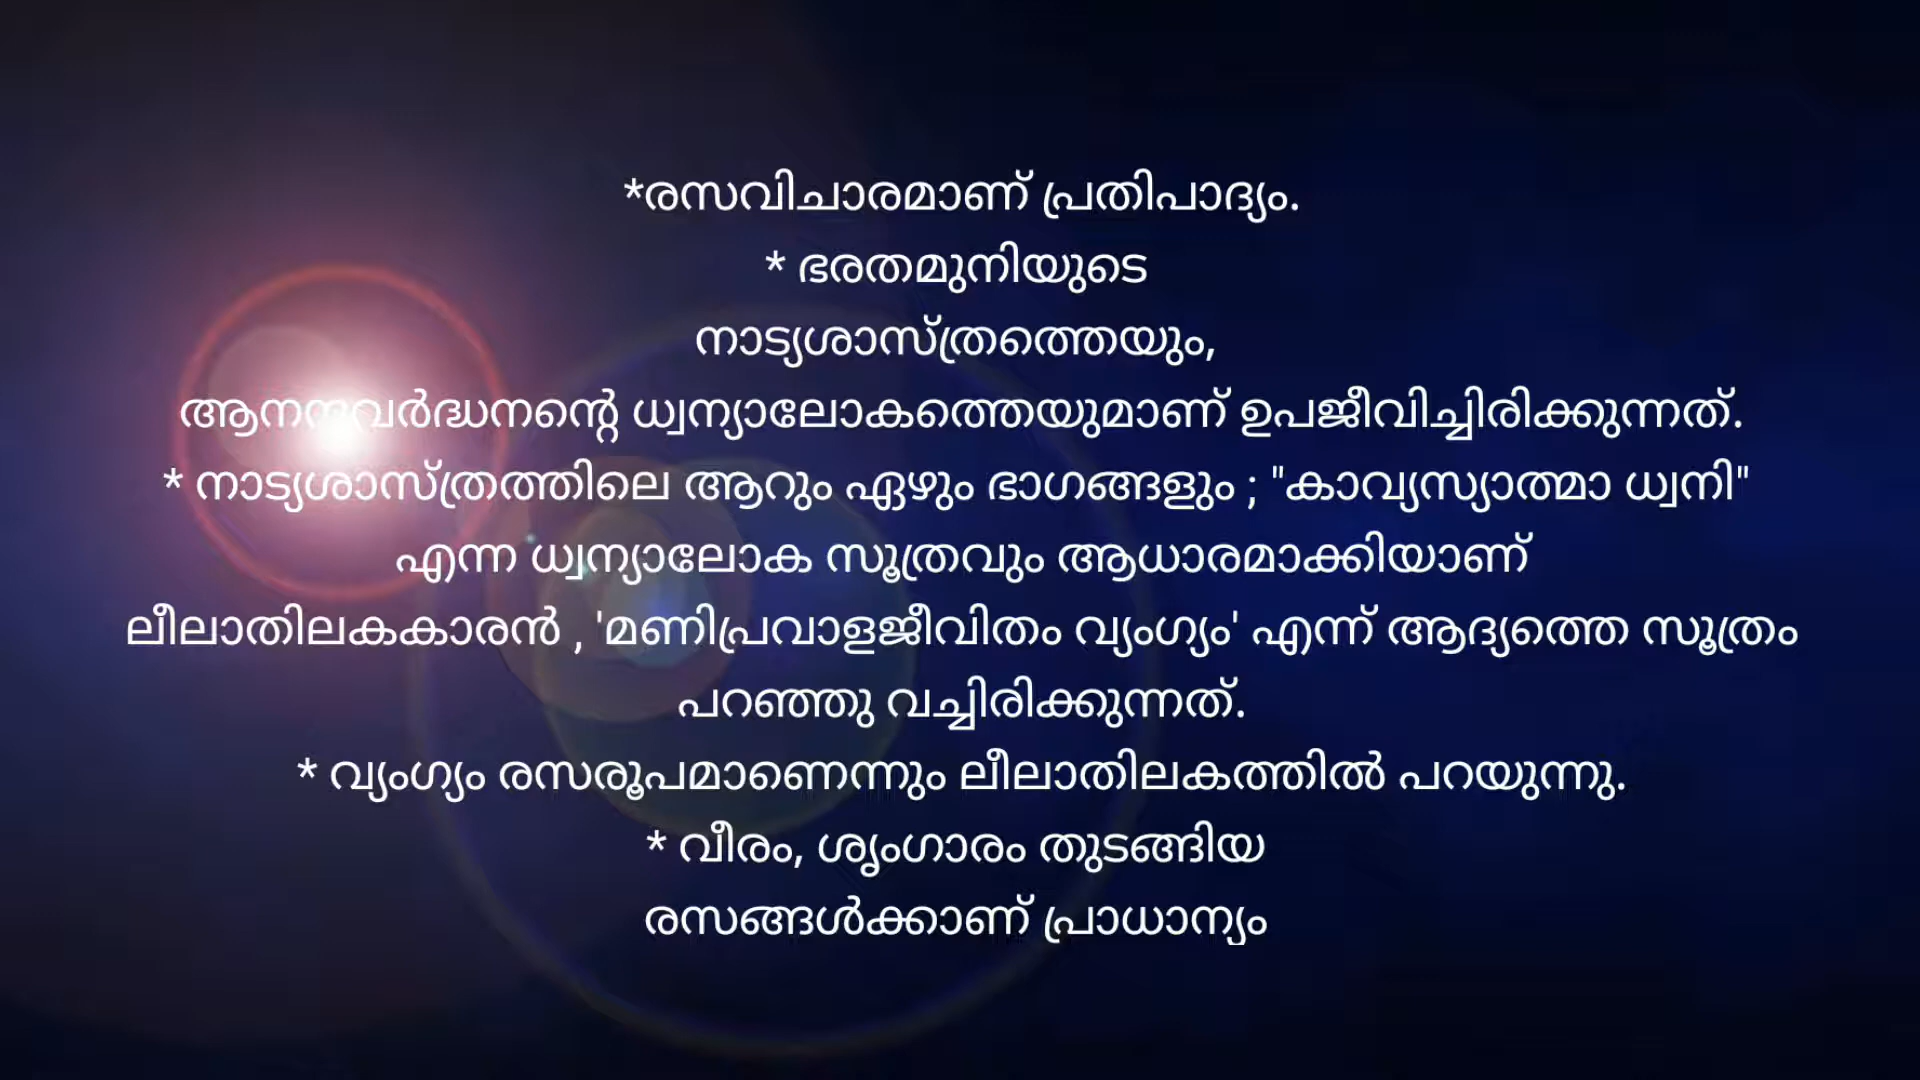 *രസവിചാരമാണ് പ്രതിപാദ്യം.
* ഭരതമുനിയുടെ
നാട്യശാസ്ത്രത്തെയും,
ആനന്ദവർദ്ധനന്റെ ധ്വന്യാലോകത്തെയുമാണ് ഉപജീവിച്ചിരിക്കുന്നത്.
* നാട്യശാസ്ത്രത്തിലെ ആറും ഏഴും ഭാഗങ്ങളും ; "കാവ്യസ്യാത്മാ ധ്വനി"
എന്ന ധ്വന്യാലോക സൂത്രവും ആധാരമാക്കിയാണ്
ലീലാതിലകകാരൻ , 'മണിപ്രവാളജീവിതം വ്യംഗ്യം' എന്ന് ആദ്യത്തെ സൂത്രം
പറഞ്ഞു വച്ചിരിക്കുന്നത്.
* വ്യംഗ്യം രസരൂപമാണെന്നും ലീലാതിലകത്തിൽ പറയുന്നു.
* വീരം, ശൃംഗാരം തുടങ്ങിയ
രസങ്ങൾക്കാണ് പ്രാധാന്യം